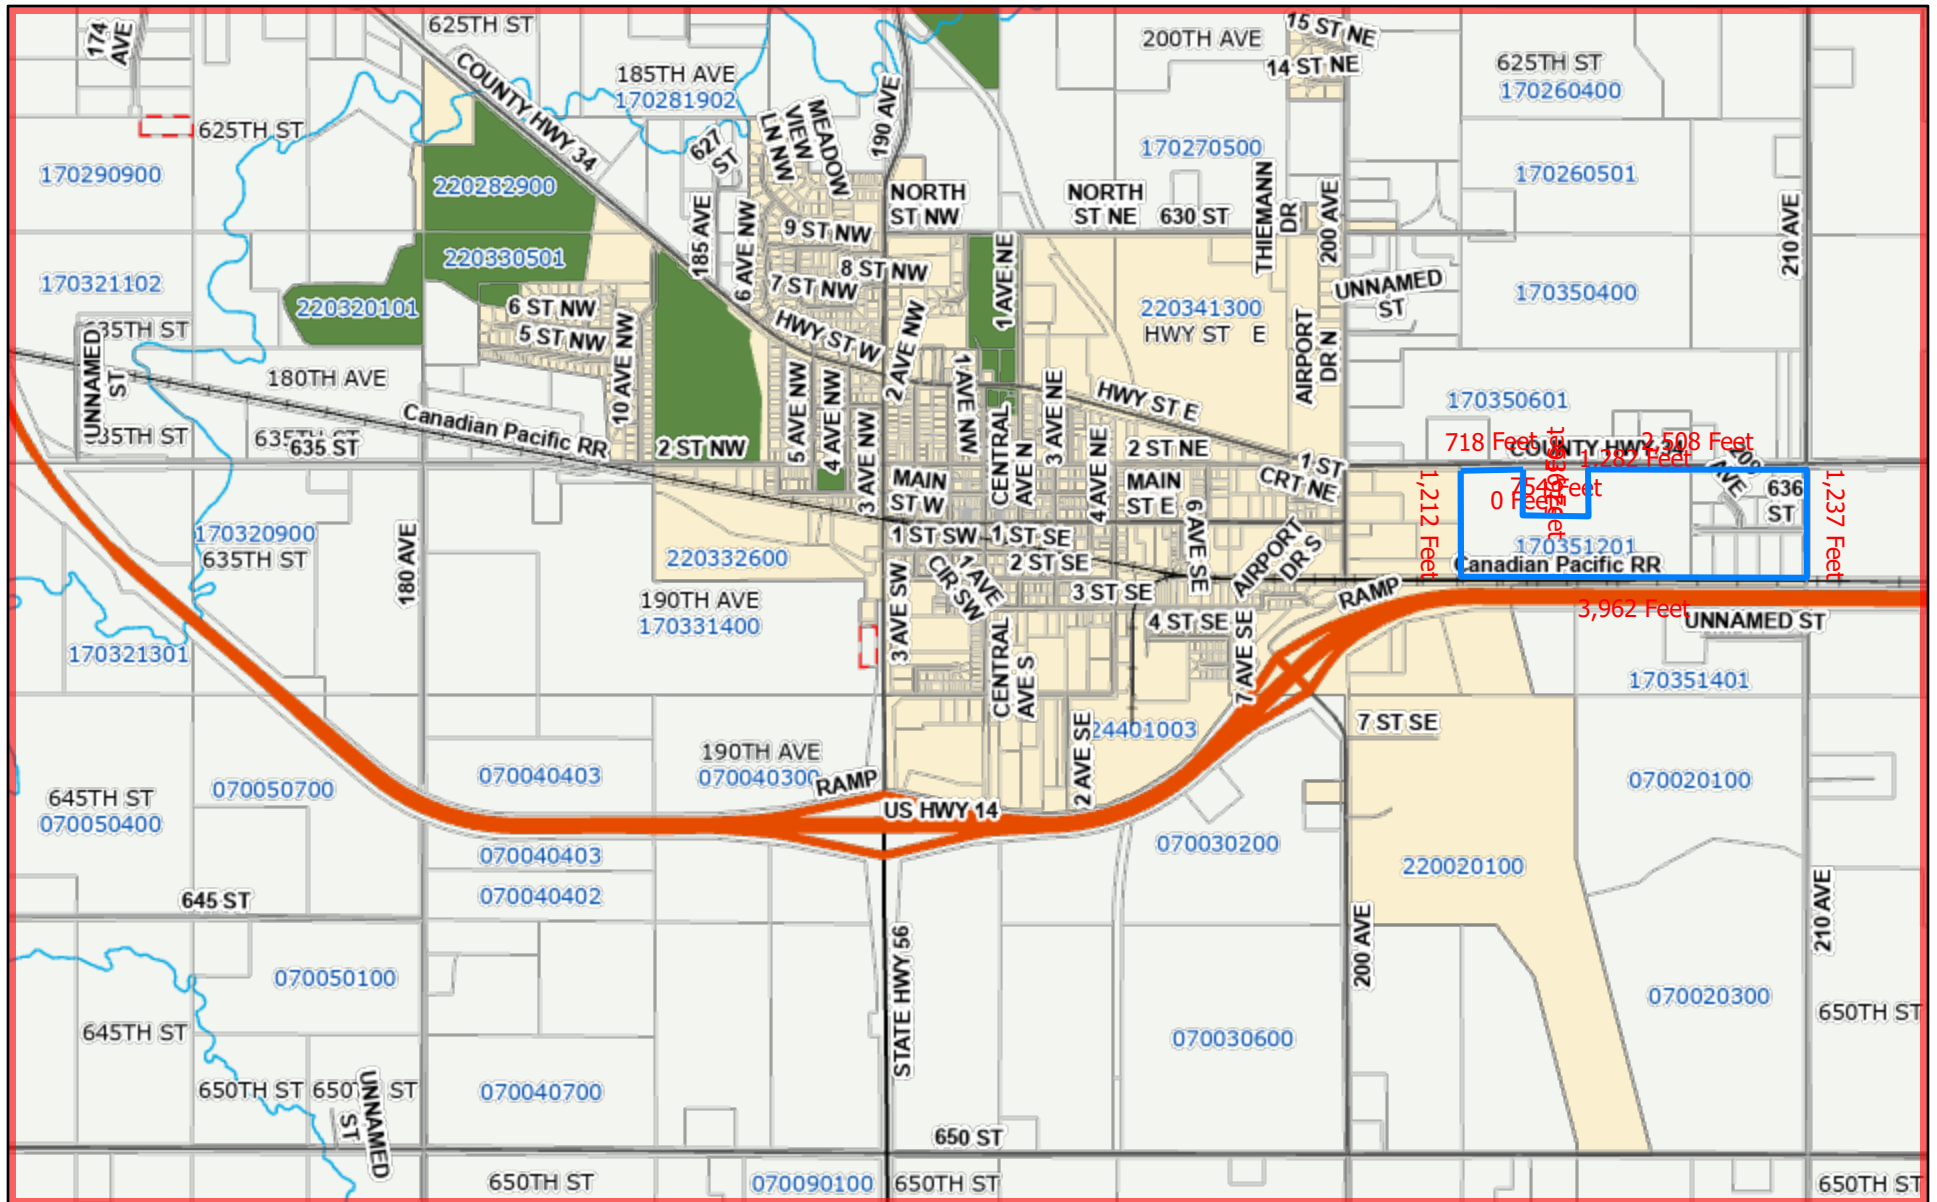 174
AVE
625TH ST
COUNTY HWY 34
185TH AVE
170281902
190 AVE
200TH AVE
15 ST NE
14 ST NE
625TH ST
170260400
625TH ST
170290900
220282900
627
ST
MEADOW
VIEW
LN NW
170270500
170260501
NORTH
ST NW
NORTH
ST NE
630 ST
THIEMANN
DR
200 AVE
210 AVE
185 AVE
6 AVE NW
9 ST NW
8 ST NW
7 ST NW
220330501
170321102
220320101
1 AVE NE
220341300
HWY ST E
UNNAMED
ST
170350400
635TH ST
UNNAMED
ST
6 ST NW
5 ST NW
10 AVE NW
HWY ST W
2 AVE NW
AIRPORT
DR N
180TH AVE
Canadian Pacific RR
5 AVE NW
4 AVE NW
3 AVE NW
1 AVE NW
CENTRAL
AVE N
3 AVE NE
HWY ST E
170350601
635TH ST
635TH ST
635 ST
2 ST NW
4 AVE NE
2 ST NE
1 ST
CRT NE
718 Feet
COUNTY HWY 34
2,508 Feet
1,282 Feet
209
AVE
636
ST
MAIN
ST W
MAIN
ST E
6 AVE SE
0 Feet
1,212 Feet
1,237 Feet
170320900
635TH ST
180 AVE
220332600
1 ST SW
1 ST SE
2 ST SE
AIRPORT
DR S
170351201
Canadian Pacific RR
190TH AVE
170331400
3 AVE SW
1 AVE
CIR SW
3 ST SE
4 ST SE
7 AVE SE
RAMP
3,962 Feet
UNNAMED ST
170321301
CENTRAL
AVE S
170351401
2 AVE SE
24401003
7 ST SE
190TH AVE
070040300
RAMP
070040403
070050700
645TH ST
070050400
US HWY 14
070020100
070040403
070030200
220020100
645 ST
070040402
STATE HWY 56
200 AVE
210 AVE
070050100
070020300
645TH ST
650TH ST
070030600
650TH ST
650TH ST
UNNAMED
ST
070040700
650 ST
650TH ST
070090100
650TH ST
650TH ST